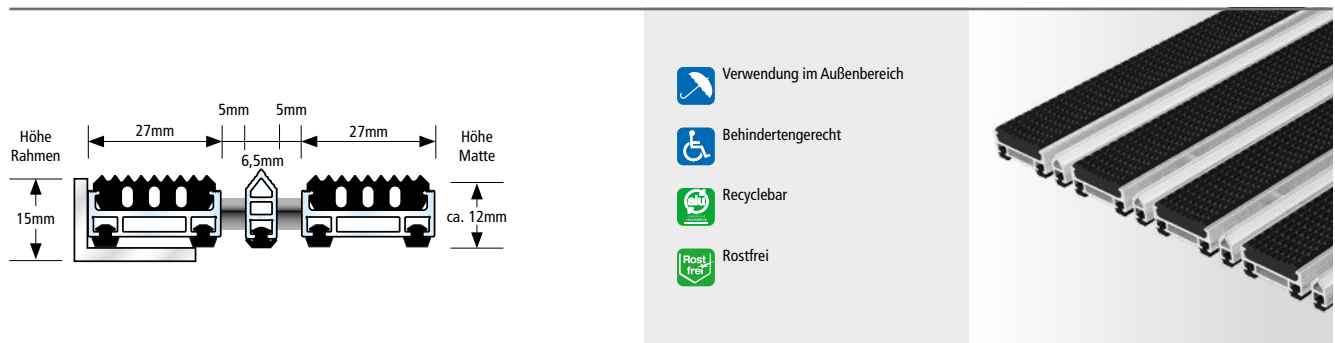 5mm
5mm
Höhe
Rahmen
27mm
27mm
Höhe
Matte
6,5mm
15mm
ca. 12mm
Verwendung im Außenbereich
Behindertengerecht
alu
Recyclebar
Rost
frei
Rostfrei